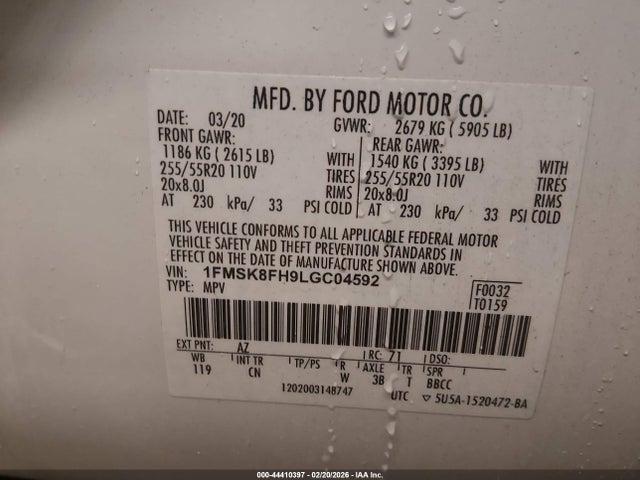 MFD. BY FORD MOTOR CO.
DATE: 03/20 GVWR: 2679 KG ( 5905 LB)
FRONT GAWR: REAR GAWR:
1186 KG ( 2615 LB) WITH 1540 KG ( 3395 LB) WITH
255/55R20 110V TIRES 255/55R20 110V TIRES
20x8.0J RIMS 20x8.0J RIMS
AT 230 kPa/ 33 PSI COLD AT 230 kPa/ 33 PSI COLD
THIS VEHICLE CONFORMS TO ALL APPLICABLE FEDERAL MOTOR
VEHICLE SAFETY AND THEFT PREVENTION STANDARDS IN
EFFECT ON THE DATE OF MANUFACTURE SHOWN ABOVE.
VIN: 1FMSK8FH9LGC04592 F0032
TYPE: MPV T0159
EXT PNT: AZ RC: 71 DSO:
WB INT TR TP/PS R AXLE TR SPR
119 CN W 3B T BBCC
1202003148747 UTC ▽ 5U5A-1520472-BA
000-44410397 - 02/20/2026 - IAA Inc.